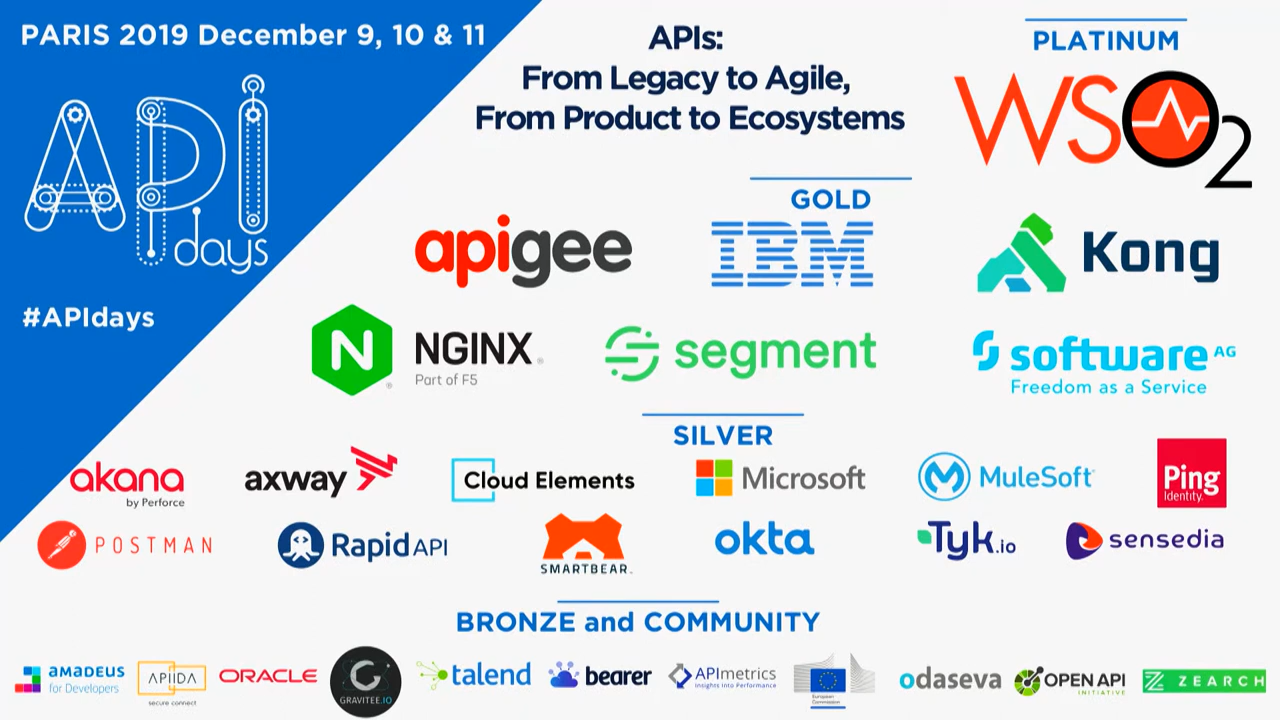 PARIS 2019 December 9, 10 & 11
API
days
#APIdays
APIs:
From Legacy to Agile,
From Product to Ecosystems
PLATINUM
WSO2
GOLD
apigee
IBM
Kong
N
NGINX
Part of F5
segment
software AG
Freedom as a Service
SILVER
akana
by Perforce
axway
Cloud Elements
Microsoft
MuleSoft
Ping
Identity.
POSTMAN
Rapid API
SMARTBEAR
okta
Tyk.io
sensedia
BRONZE and COMMUNITY
amadeus
for Developers
APIIDA
secure connect
ORACLE
G
GRAVITEE.IO
talend
bearer
APImetrics
Insights into Performance
European
Commission
odaseva
OPEN API
INITIATIVE
ZEARCH